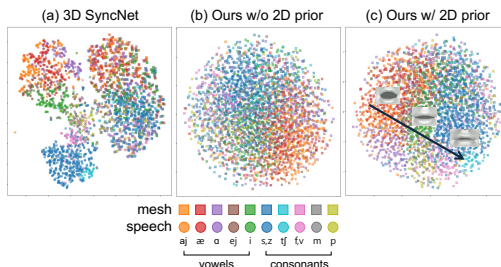 (a) 3D SyncNet (b) Ours w/o 2D prior (c) Ours w/ 2D prior
mesh
speech
aj æ ɑ ej i s,z tʃ f,v m p
vowels consonants